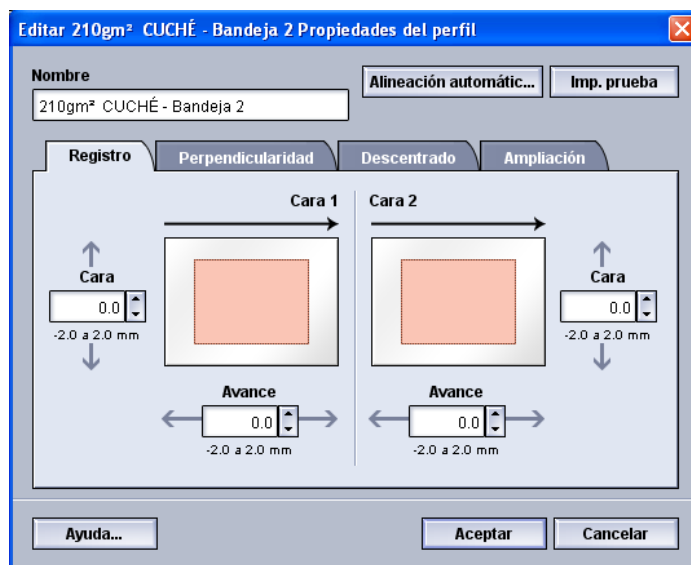 Editar 210gm² CUCHÉ - Bandeja 2 Propiedades del perfil
Nombre
Alineación automátic...
Imp. prueba
210gm² CUCHÉ - Bandeja 2
Registro
Perpendicularidad
Descentrado
Ampliación
Cara 1
Cara 2
Cara
0.0
-2.0 a 2.0 mm
Cara
0.0
-2.0 a 2.0 mm
Avance
0.0
-2.0 a 2.0 mm
Avance
0.0
-2.0 a 2.0 mm
Ayuda...
Aceptar
Cancelar